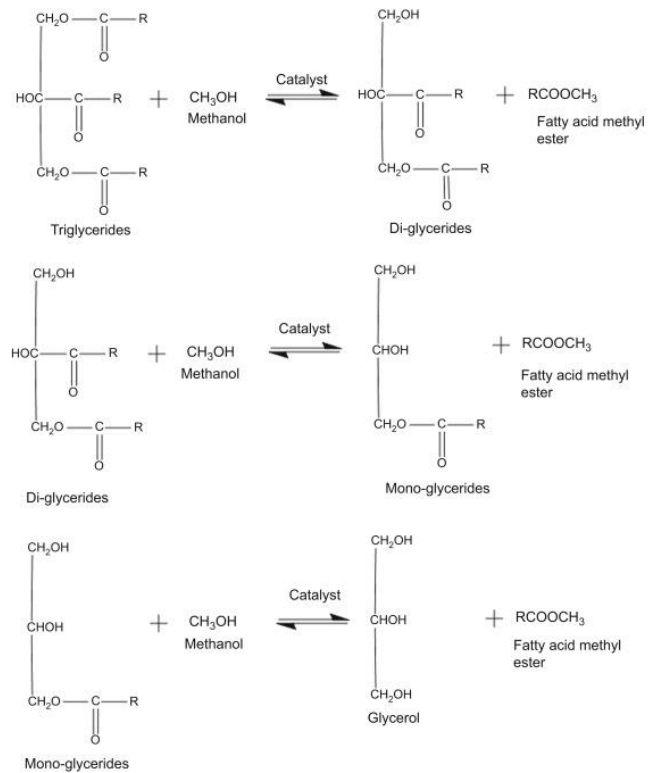 CH₂O—C—R CH₂OH
O
HOC—C—R + CH₃OH Catalyst HOC—C—R + RCOOCH₃
Methanol Fatty acid methyl
O O ester
CH₂O—C—R CH₂O—C—R
O O
Triglycerides Di-glycerides
CH₂OH CH₂OH
HOC—C—R + CH₃OH Catalyst CHOH + RCOOCH₃
Methanol Fatty acid methyl
O ester
CH₂O—C—R CH₂O—C—R
O O
Di-glycerides Mono-glycerides
CH₂OH CH₂OH
CHOH + CH₃OH Catalyst CHOH + RCOOCH₃
Methanol Fatty acid methyl
ester
CH₂O—C—R CH₂OH
O Glycerol
Mono-glycerides